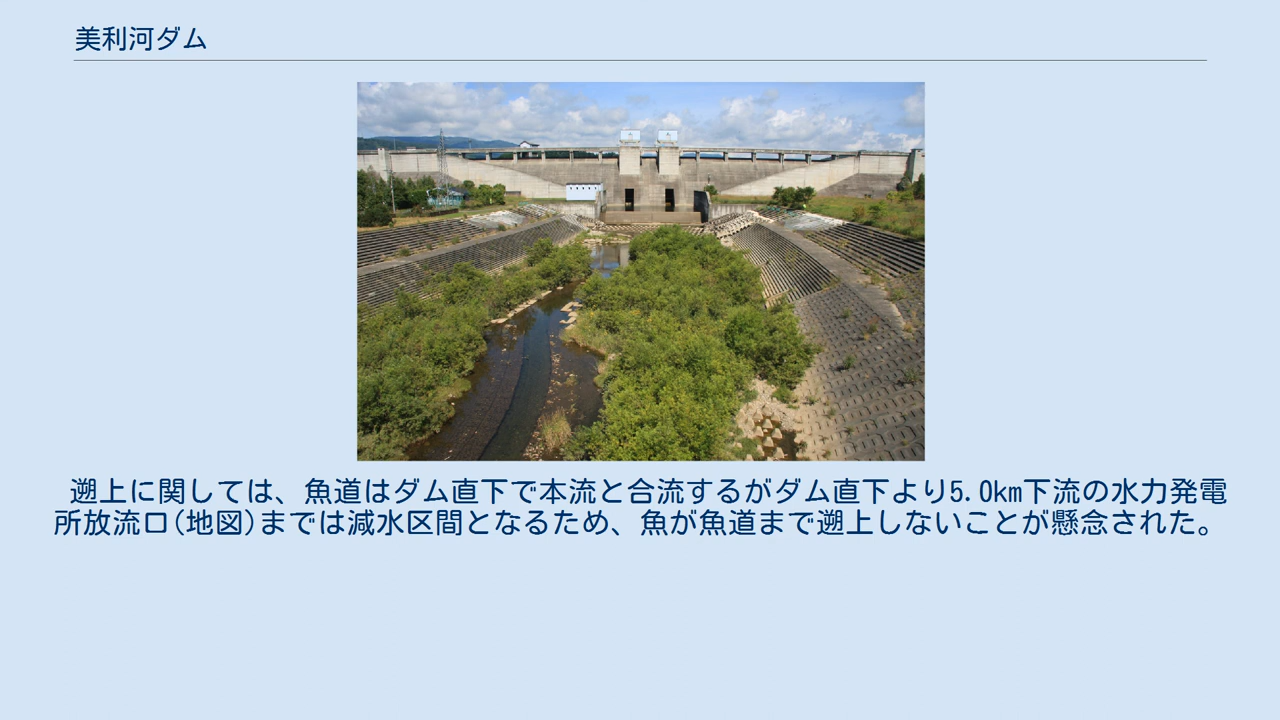 美利河ダム
遡上に関しては、魚道はダム直下で本流と合流するがダム直下より5.0km下流の水力発電
所放流口(地図)までは減水区間となるため、魚が魚道まで遡上しないことが懸念された。